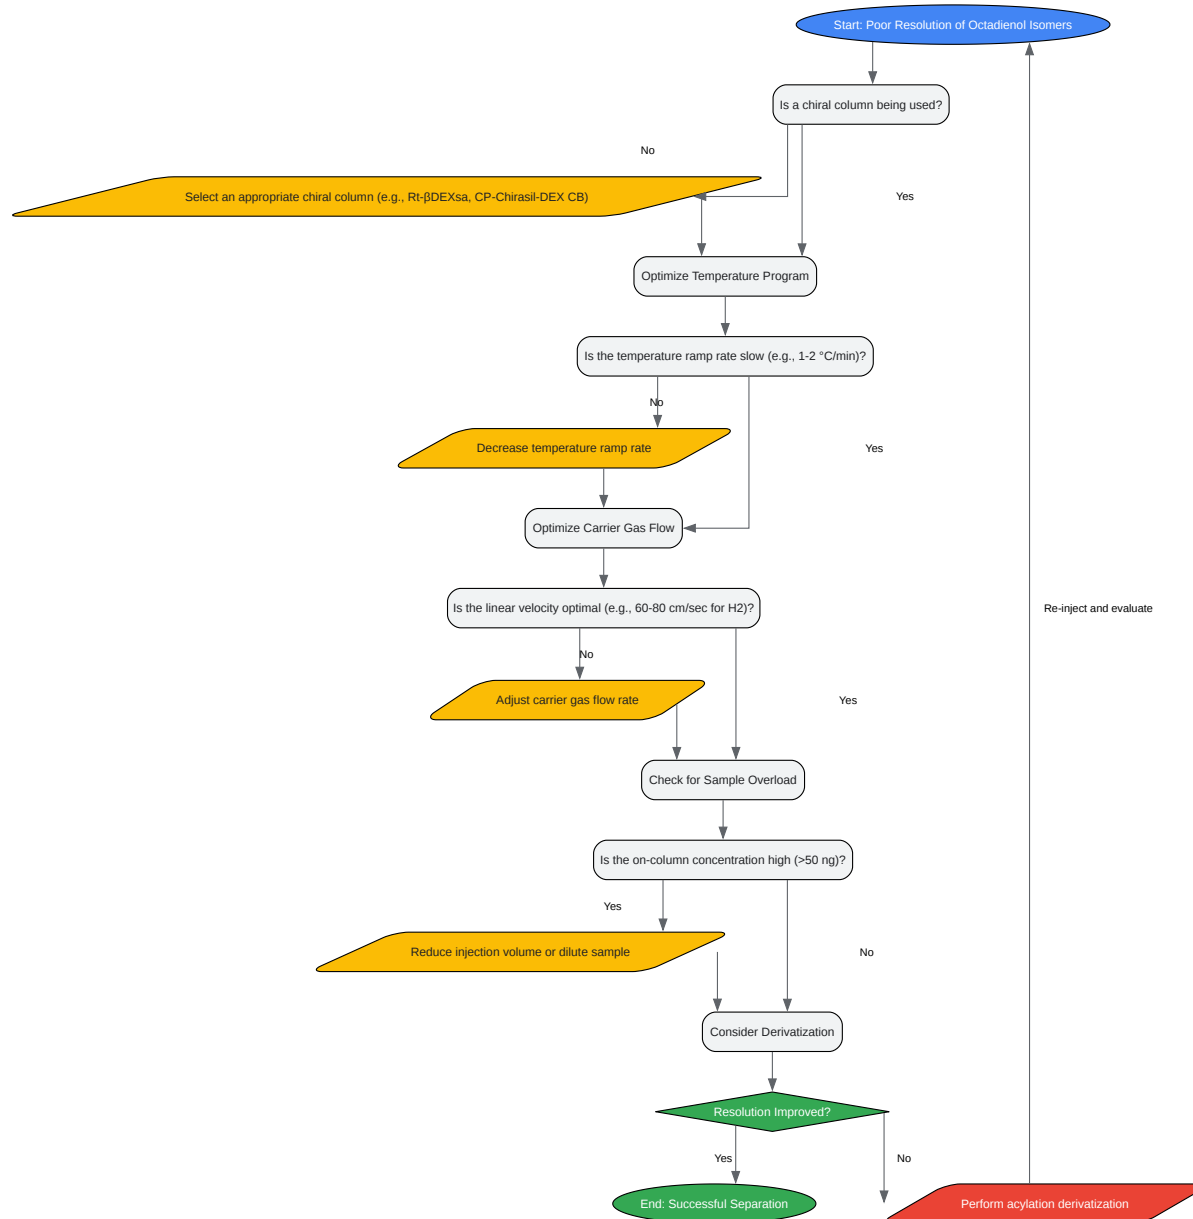 Start: Poor Resolution of Octadienol Isomers
Is a chiral column being used?
No
Select an appropriate chiral column (e.g., Rt-βDEXsa, CP-Chirasil-DEX CB)
Yes
Optimize Temperature Program
Is the temperature ramp rate slow (e.g., 1-2 °C/min)?
No
Decrease temperature ramp rate
Yes
Optimize Carrier Gas Flow
Is the linear velocity optimal (e.g., 60-80 cm/sec for H2)?
Re-inject and evaluate
No
Adjust carrier gas flow rate
Yes
Check for Sample Overload
Is the on-column concentration high (>50 ng)?
Yes
Reduce injection volume or dilute sample
No
Consider Derivatization
Resolution Improved?
Yes
No
End: Successful Separation
Perform acylation derivatization